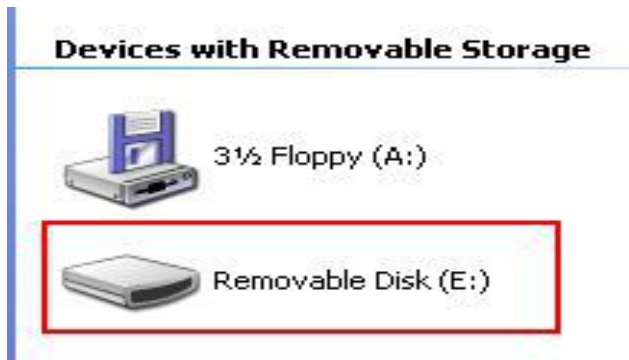 Devices with Removable Storage
3½ Floppy (A:)
Removable Disk (E:)